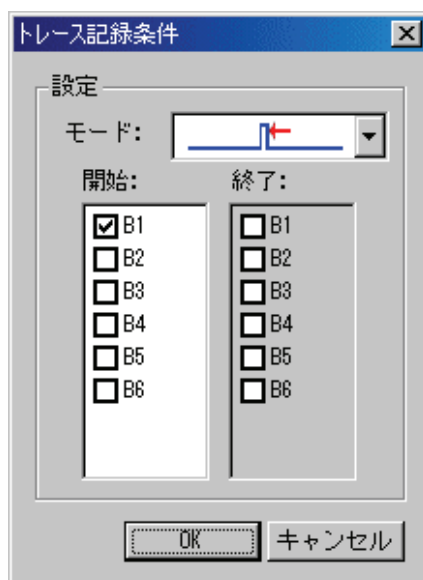 トレース記録条件
設定
モード:
開始: 終了:
B1 B1
B2 B2
B3 B3
B4 B4
B5 B5
B6 B6
OK キャンセル